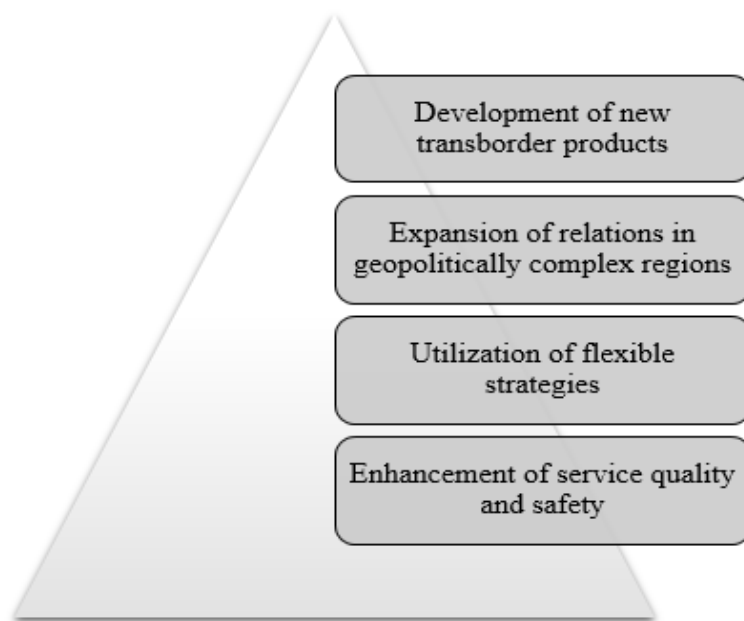 Development of new
transborder products
Expansion of relations in
geopolitically complex regions
Utilization of flexible
strategies
Enhancement of service quality
and safety